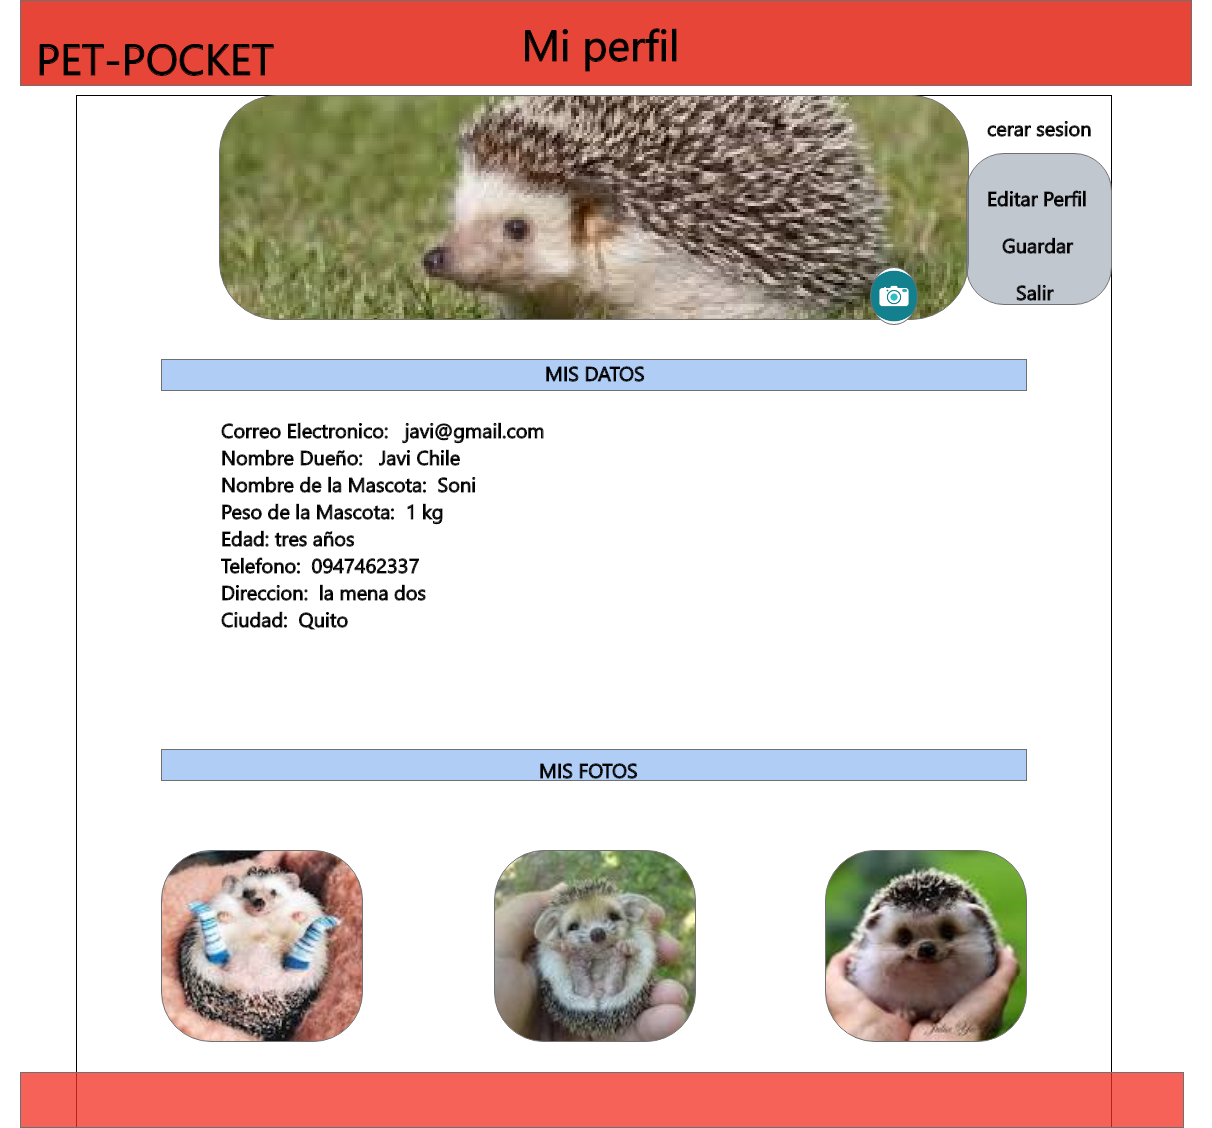 PET-POCKET
Mi perfil
cerar sesion
Editar Perfil
Guardar
Salir
MIS DATOS
Correo Electronico: javi@gmail.com
Nombre Dueño: Javi Chile
Nombre de la Mascota: Soni
Peso de la Mascota: 1 kg
Edad: tres años
Telefono: 0947462337
Direccion: la mena dos
Ciudad: Quito
MIS FOTOS